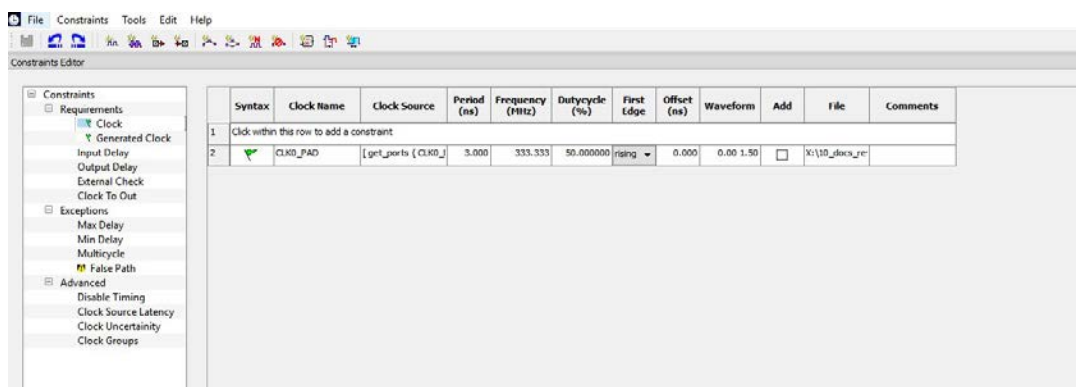 File Constraints Tools Edit Help
Constraints Editor
Constraints
Requirements
Clock
Generated Clock
Input Delay
Output Delay
External Check
Clock To Out
Exceptions
Max Delay
Min Delay
Multicycle
False Path
Advanced
Disable Timing
Clock Source Latency
Clock Uncertainity
Clock Groups
Syntax Clock Name Clock Source Period (ns) Frequency (MHz) Dutycycle (%) First Edge Offset (ns) Waveform Add File Comments
1 Click within this row to add a constraint
2 CLK0_PAD [ get_ports { CLK0_ 3.000 333.333 50.000000 rising 0.000 0.00 1.50 X:\10_docs_re